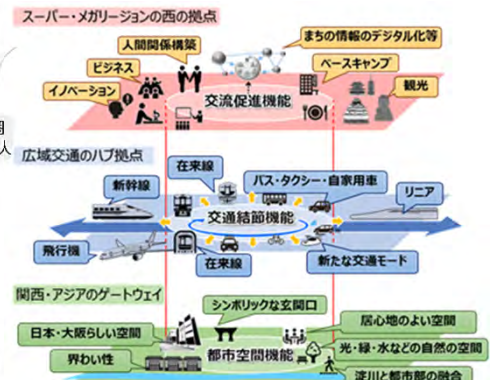 スーパー・メガリージョンの西の拠点
人間関係構築
まちの情報のデジタル化等
ビジネス
ベースキャンプ
イノベーション
観光
交流促進機能
人
広域交通のハブ拠点
在来線
新幹線
バス・タクシー・自家用車
リニア
交通結節機能
飛行機
在来線
新たな交通モード
関西・アジアのゲートウェイ
シンボリックな玄関口
日本・大阪らしい空間
居心地のよい空間
界わい性
都市空間機能
光・緑・水などの自然の空間
淀川と都市部の融合